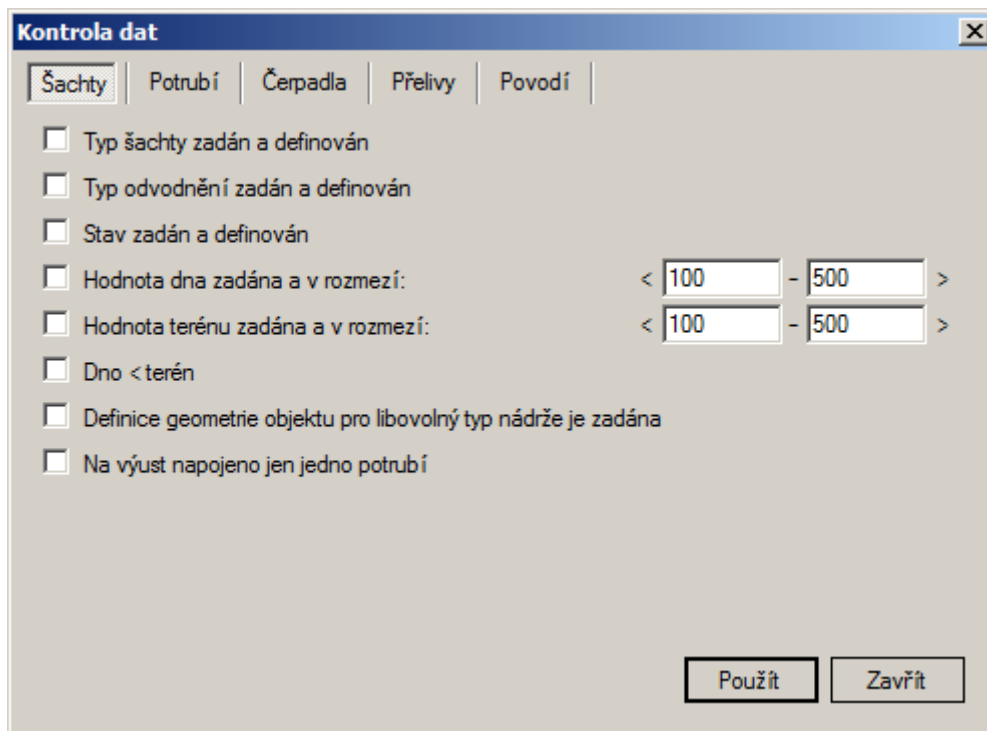 Kontrola dat
Šachty Potrubí Čerpadla Přelivy Povodí
Typ šachty zadán a definován
Typ odvodnění zadán a definován
Stav zadán a definován
Hodnota dna zadána a v rozmezí: < 100 - 500 >
Hodnota terénu zadána a v rozmezí: < 100 - 500 >
Dno < terén
Definice geometrie objektu pro libovolný typ nádrže je zadána
Na výust napojeno jen jedno potrubí
Použít Zavřít